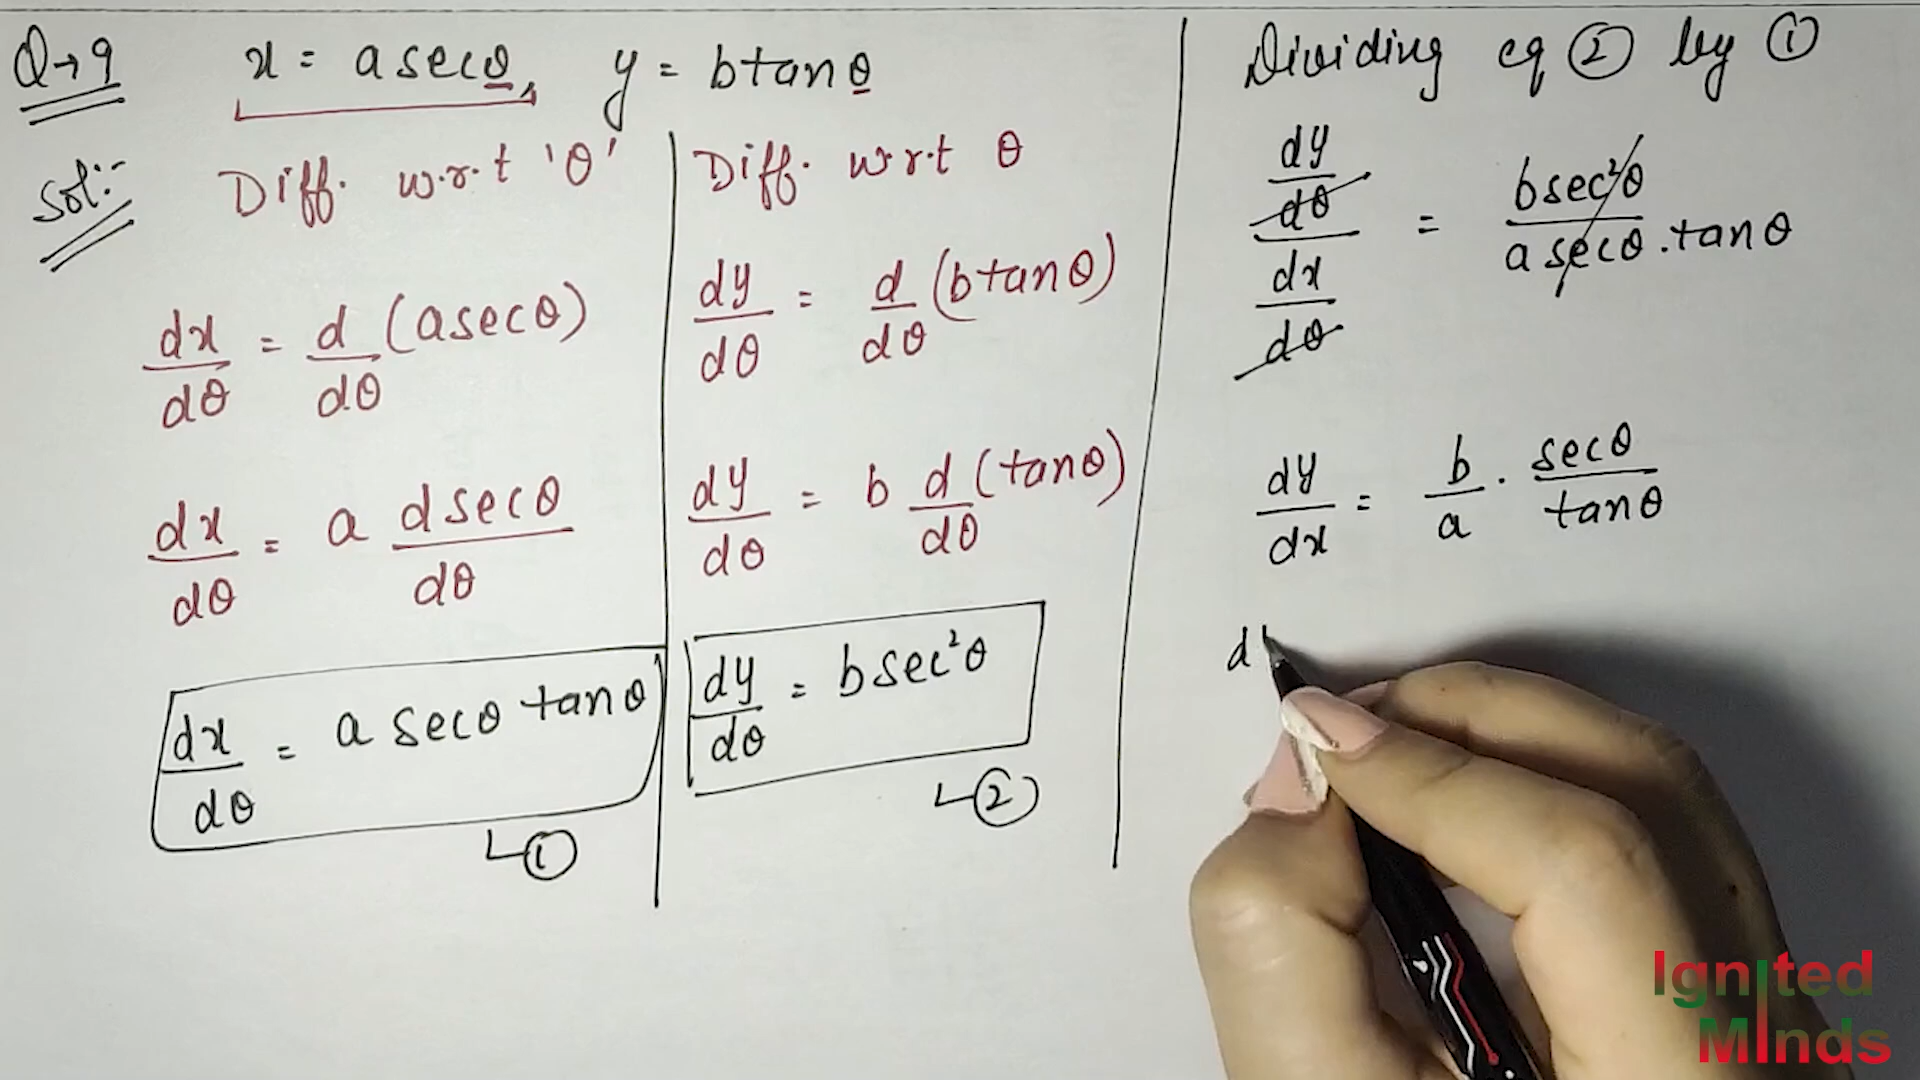 Q→9 x = a secθ, y = b tanθ
Sol:-
Diff. w.r.t 'θ'
dx/dθ = d/dθ (a secθ)
dx/dθ = a d secθ/dθ
dx/dθ = a secθ tanθ
↳①
Diff. w.r.t θ
dy/dθ = d/dθ (b tanθ)
dy/dθ = b d/dθ (tanθ)
dy/dθ = b sec²θ
↳②
Dividing eq ② by ①
dy/dθ / dx/dθ = b sec²θ / a secθ . tanθ
dy/dx = b/a . secθ/tanθ
d
Ignited
Minds